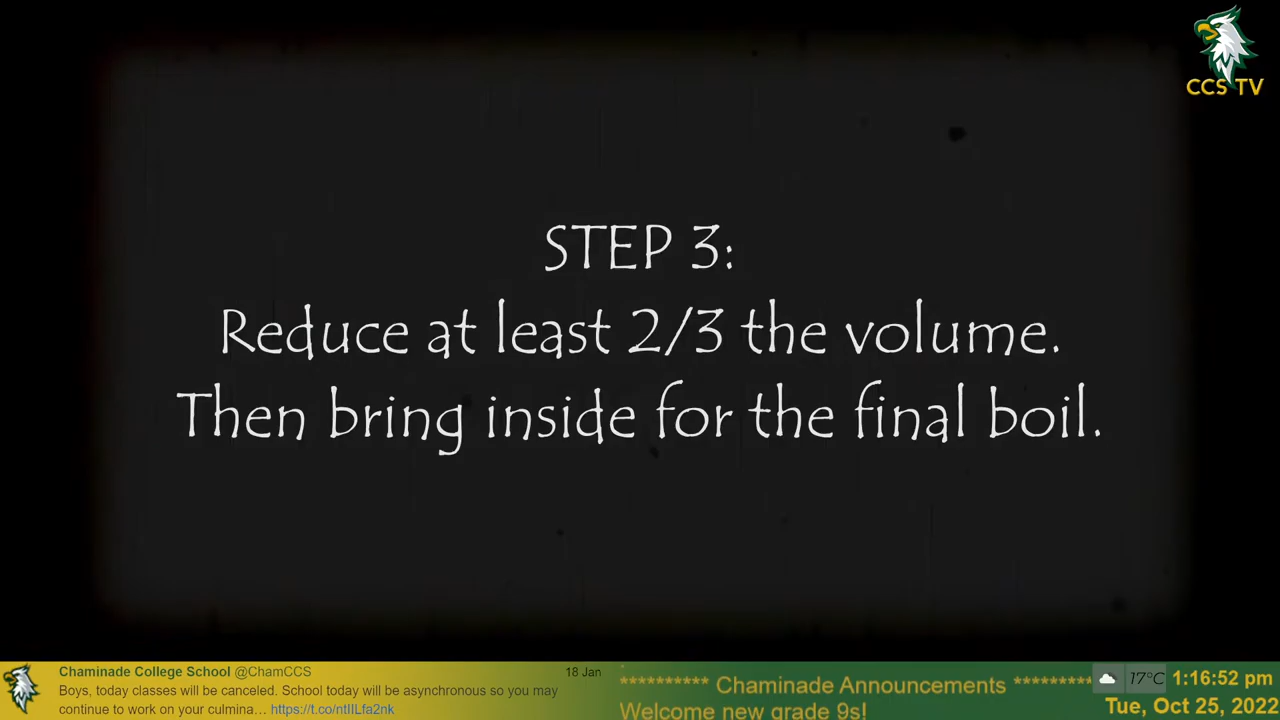 CCS TV
STEP 3:
Reduce at least 2/3 the volume.
Then bring inside for the final boil.
Chaminade College School @ChamCCS 18 Jan
Boys, today classes will be canceled. School today will be asynchronous so you may
continue to work on your culmina… https://t.co/ntIlLfa2nk
********** Chaminade Announcements *********
Welcome new grade 9s!
17°C 1:16:52 pm
Tue, Oct 25, 2022